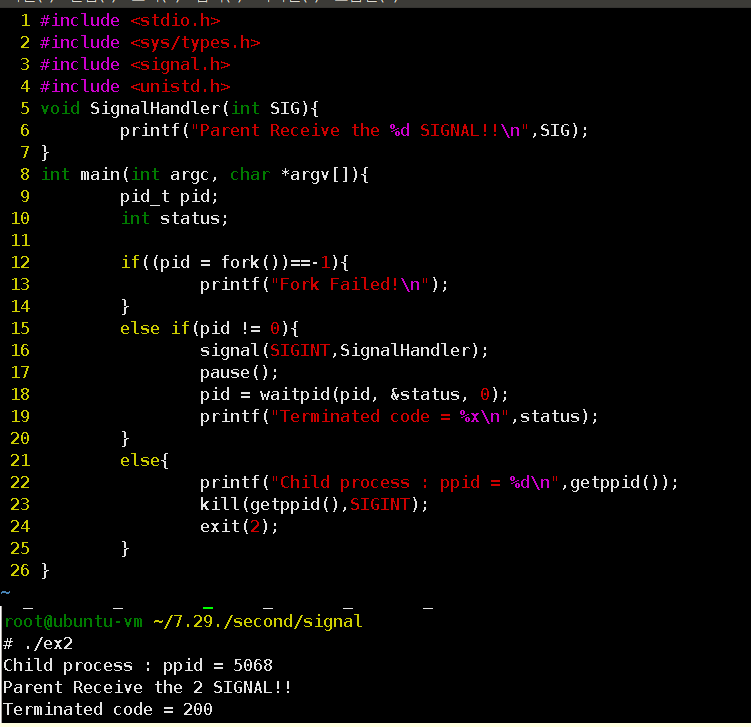 1 #include <stdio.h>
2 #include <sys/types.h>
3 #include <signal.h>
4 #include <unistd.h>
5 void SignalHandler(int SIG){
6         printf("Parent Receive the %d SIGNAL!!\n",SIG);
7 }
8 int main(int argc, char *argv[]){
9         pid_t pid;
10         int status;
11
12         if((pid = fork())==-1){
13                 printf("Fork Failed!\n");
14         }
15         else if(pid != 0){
16                 signal(SIGINT,SignalHandler);
17                 pause();
18                 pid = waitpid(pid, &status, 0);
19                 printf("Terminated code = %x\n",status);
20         }
21         else{
22                 printf("Child process : ppid = %d\n",getppid());
23                 kill(getppid(),SIGINT);
24                 exit(2);
25         }
26 }
~
root@ubuntu-vm ~/7.29./second/signal
# ./ex2
Child process : ppid = 5068
Parent Receive the 2 SIGNAL!!
Terminated code = 200